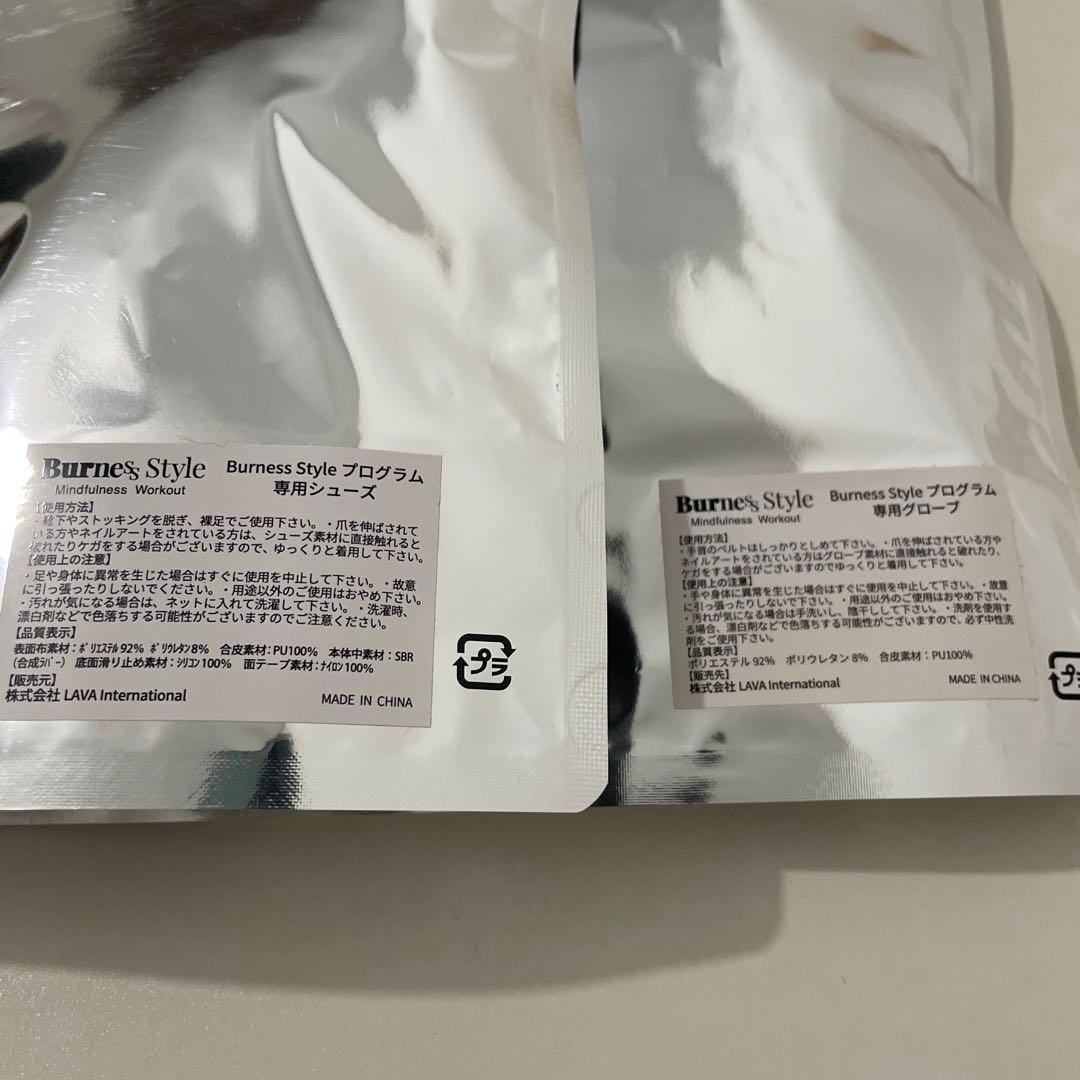 Burness Style
Mindfulness Workout
Burness Style プログラム
専用シューズ
【使用方法】
・靴下やストッキングを脱ぎ、裸足でご使用下さい。・爪を伸ばされて
いる方やネイルアートをされている方は、シューズ素材に直接触れると
破れたりケガをする場合がございますので、ゆっくりと着用して下さい。
【使用上の注意】
・足や身体に異常を生じた場合はすぐに使用を中止して下さい。・故意
に引っ張ったりしないでください。・用途以外のご使用はおやめ下さい。
・汚れが気になる場合は、ネットに入れて洗濯して下さい。・洗濯時、
漂白剤などで色落ちする可能性がございますのでご注意ください。
【品質表示】
表面布素材：ﾎﾟﾘｴｽﾃﾙ92% ﾎﾟﾘｳﾚﾀﾝ8% 合皮素材：PU100% 本体中素材：SBR
（合成ﾗﾊﾞｰ） 底面滑り止め素材：ｼﾘｺﾝ100% 面テープ素材：ﾅｲﾛﾝ100%
【販売元】
株式会社 LAVA International
MADE IN CHINA
プラ
Burness Style
Mindfulness Workout
Burness Style プログラム
専用グローブ
【使用方法】
・手首のベルトはしっかりとしめて下さい。・爪を伸ばされている方や
ネイルアートをされている方はグローブ素材に直接触れると破れたり、
ケガをする場合がございますのでゆっくりと着用して下さい。
【使用上の注意】
・手や身体に異常を生じた場合はすぐに使用を中止して下さい。・故意
に引っ張ったりしないで下さい。・用途以外のご使用はおやめ下さい。
・汚れが気になる場合は手洗いし、陰干しして下さい。・洗剤を使用す
る場合、漂白剤などで色落ちする可能性がございますので、必ず中性洗
剤をご使用下さい。
【品質表示】
ポリエステル 92% ポリウレタン 8% 合皮素材：PU100%
【販売先】
株式会社 LAVA International
MADE IN CHINA
プラ